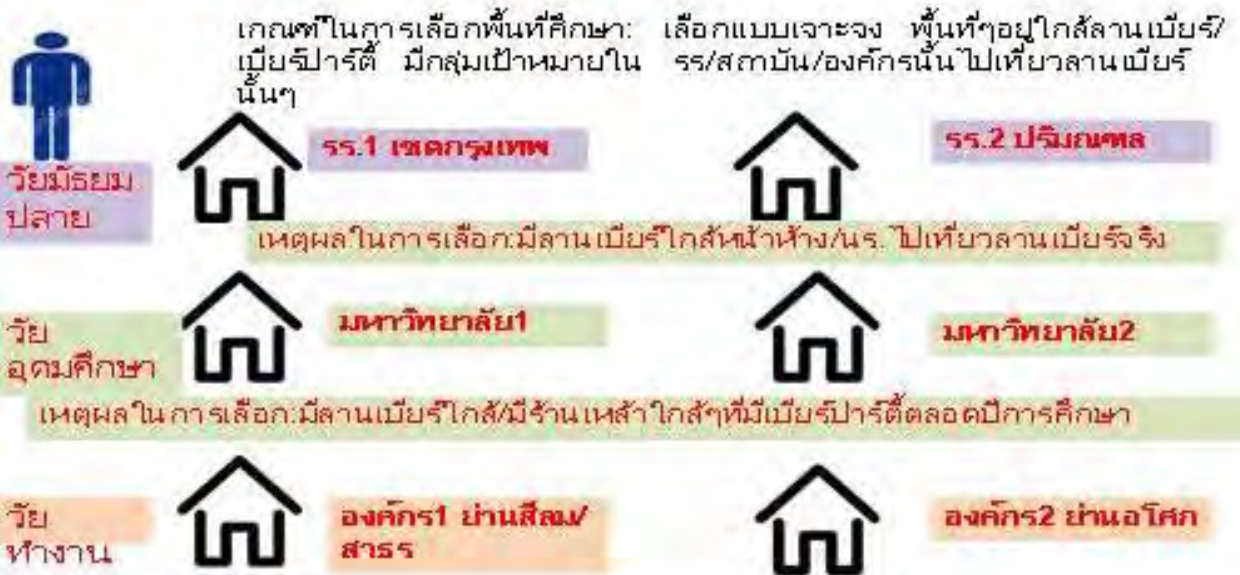 เกณฑ์ในการเลือกพื้นที่ศึกษา: เลือกแบบเจาะจง พื้นที่ๆอยู่ใกล้ลานเบียร์/
เบียร์ปาร์ตี้ มีกลุ่มเป้าหมายใน รร/สถาบัน/องค์กรนั้นไปเที่ยวลานเบียร์
นั้นๆ
วัยมัธยม
ปลาย
รร.1 เขตกรุงเทพ
รร.2 ปริมณฑล
เหตุผลในการเลือก:มีลานเบียร์ใกล้หน้าห้าง/นร. ไปเที่ยวลานเบียร์จริง
วัย
อุดมศึกษา
มหาวิทยาลัย1
มหาวิทยาลัย2
เหตุผลในการเลือก:มีลานเบียร์ใกล้/มีร้านเหล้าใกล้ๆที่มีเบียร์ปาร์ตี้ตลอดปีการศึกษา
วัย
ทำงาน
องค์กร1 ย่านสีลม/
สาธร
องค์กร2 ย่านอโศก